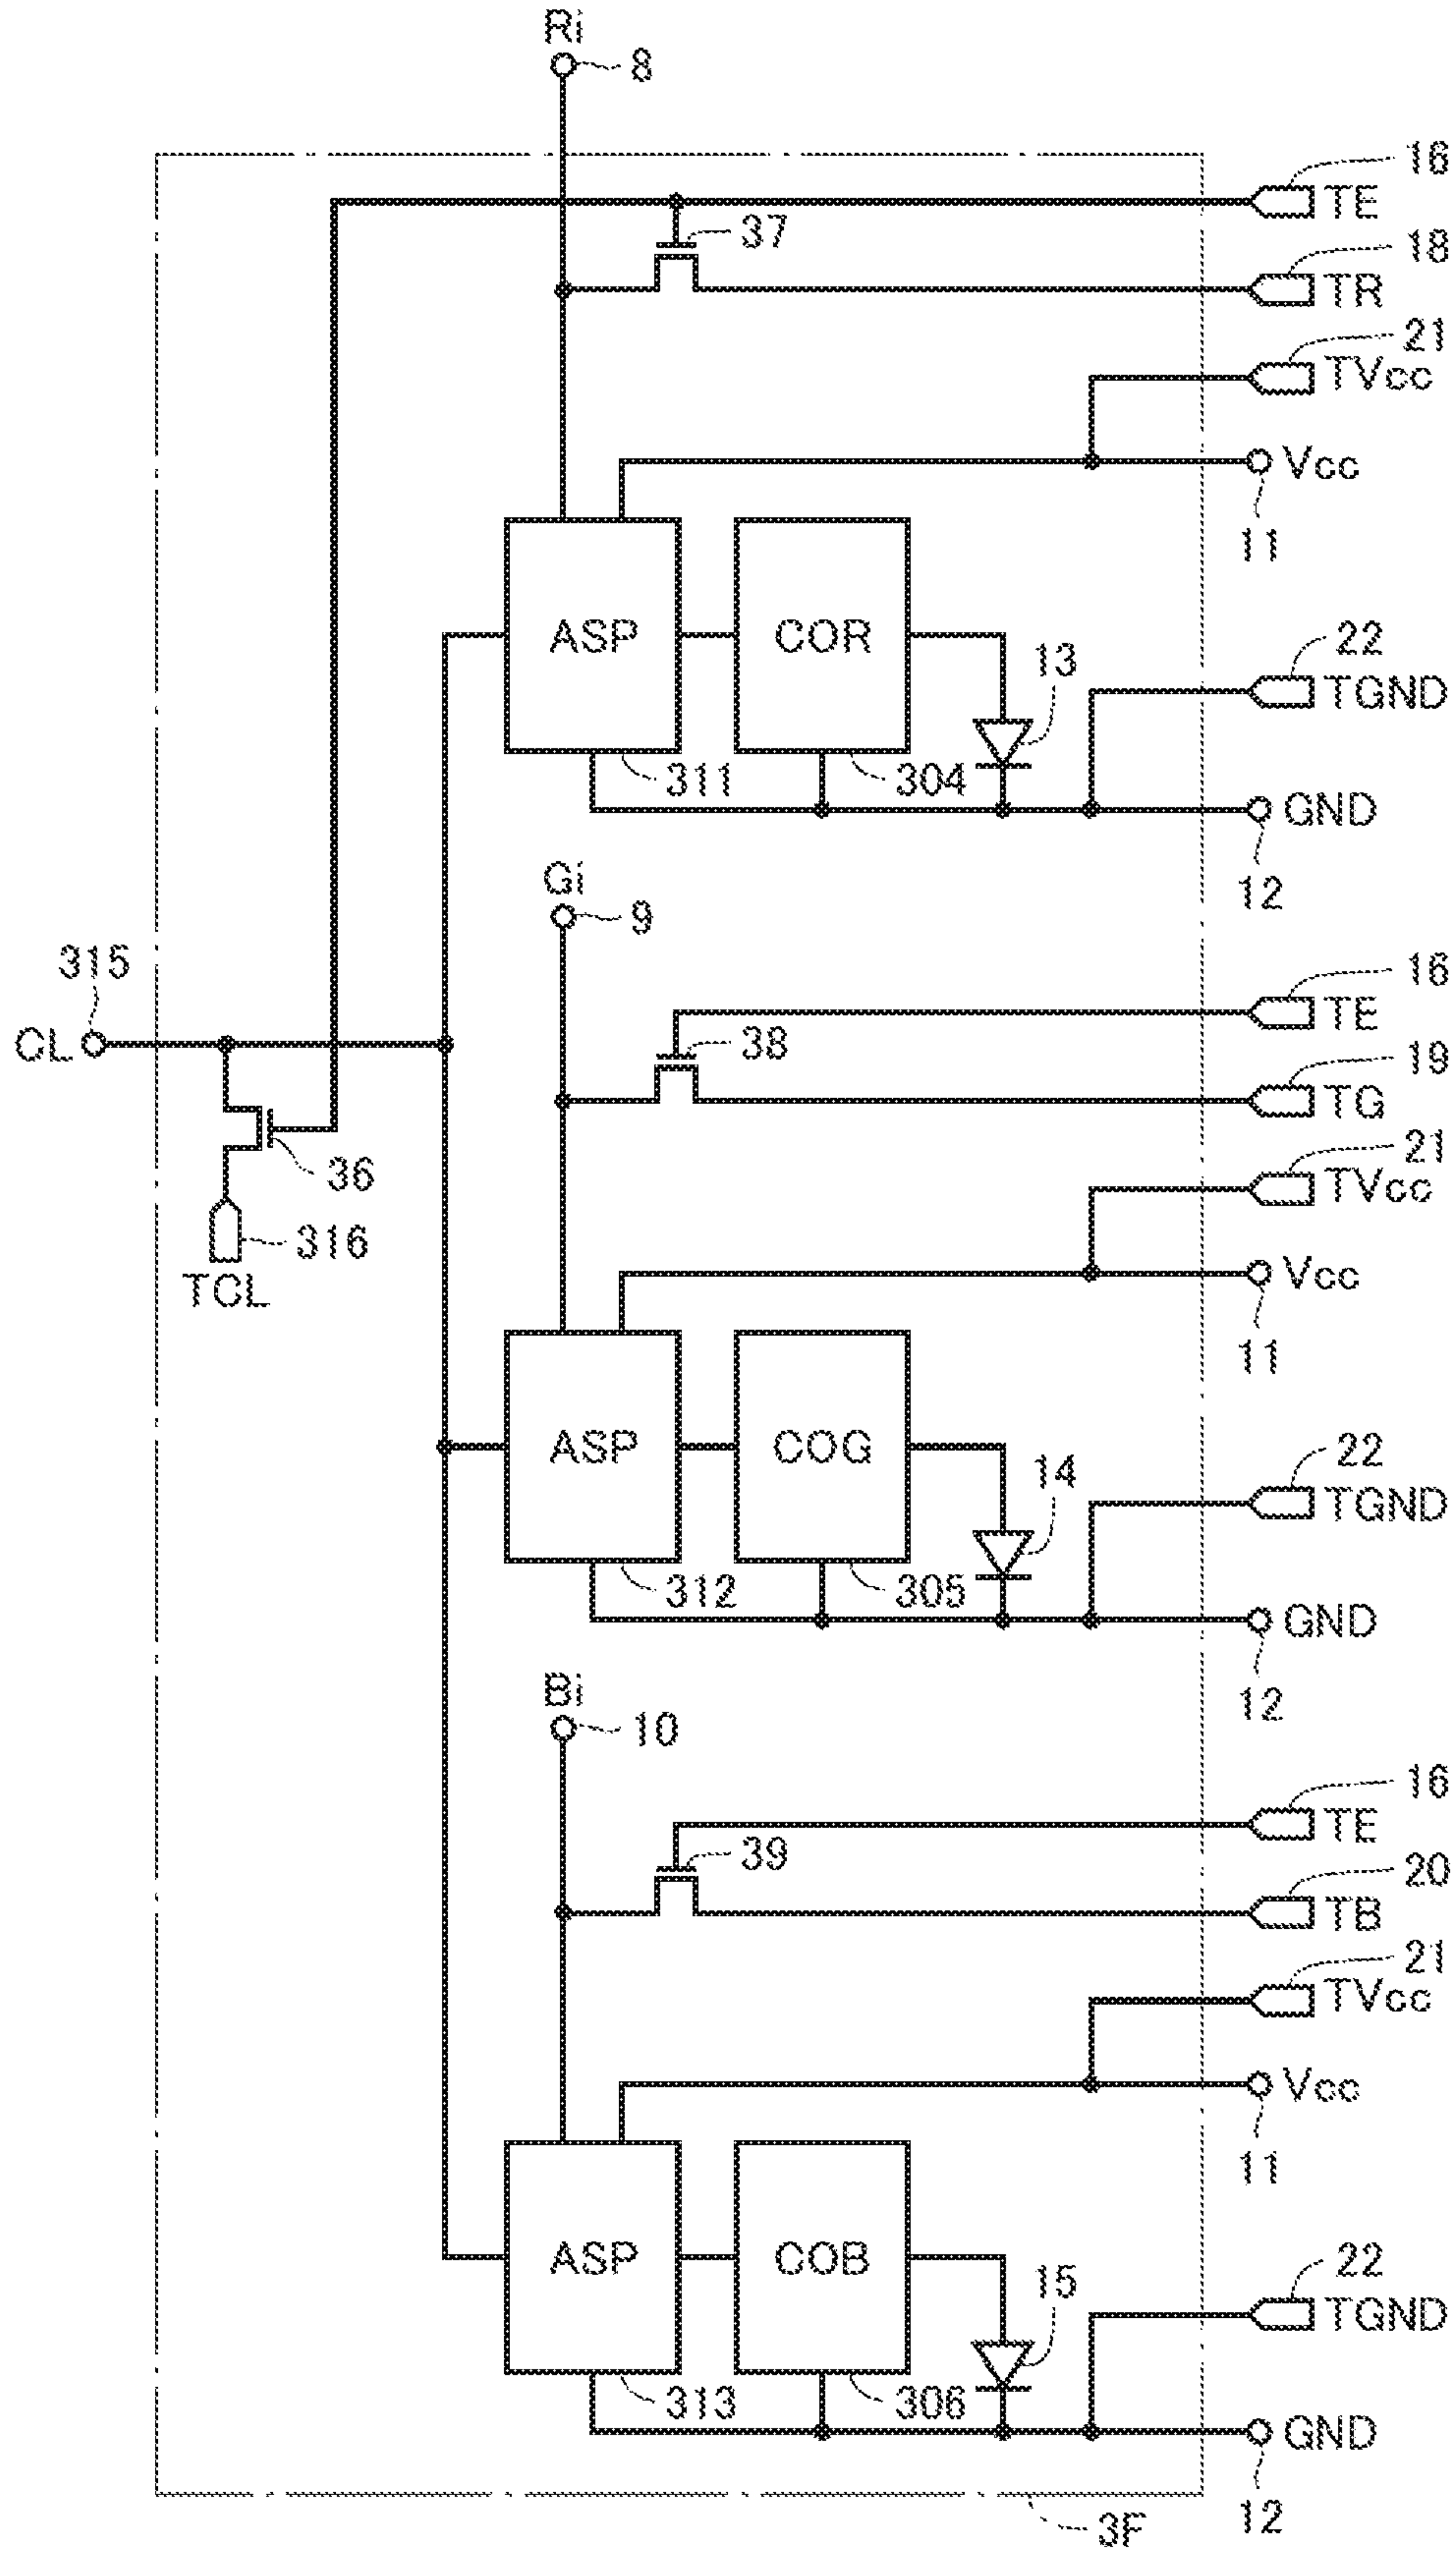 Ri
8
16
TE
37
18
TR
21
TVcc
Vcc
11
ASP
COR
13
22
TGND
311
304
GND
12
Gi
9
315
CL
16
TE
38
19
TG
36
21
TVcc
316
TCL
Vcc
11
ASP
COG
14
22
TGND
312
305
GND
12
Bi
10
16
TE
39
20
TB
21
TVcc
Vcc
11
ASP
COB
15
22
TGND
313
306
GND
12
3F